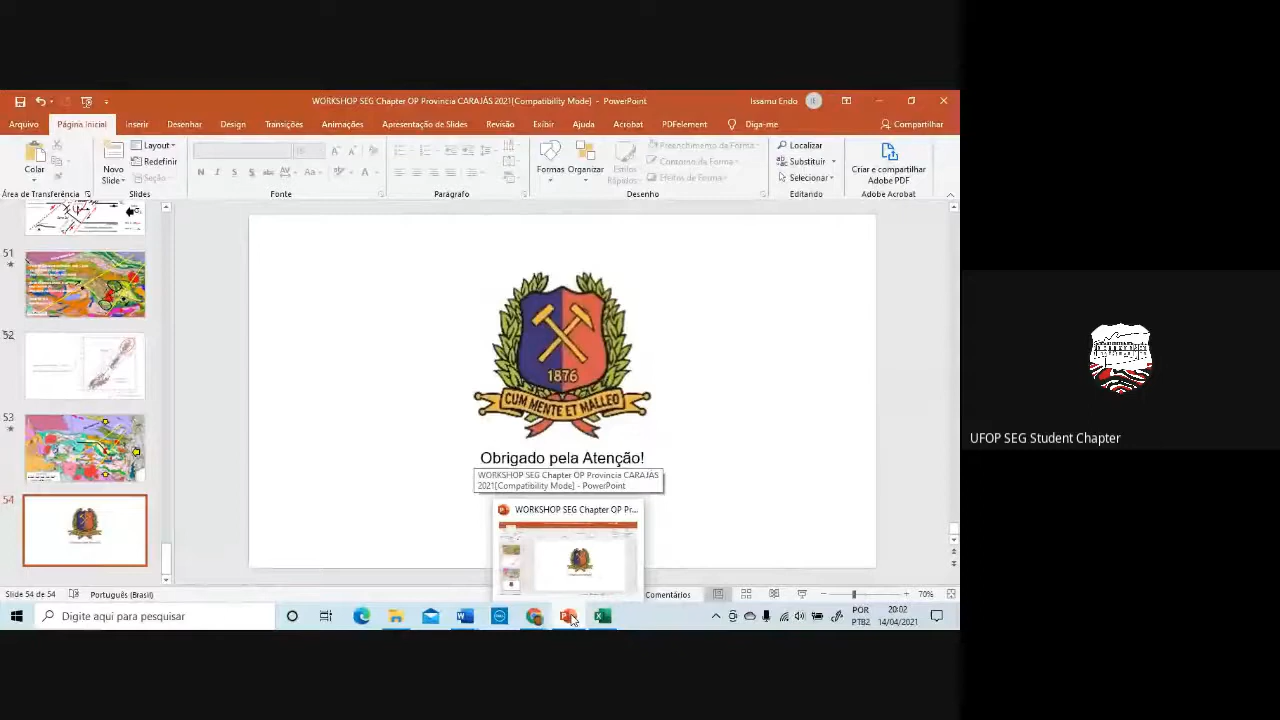 WORKSHOP SEG Chapter OP Provincia CARAJÁS 2021[Compatibility Mode] - PowerPoint
Issamu Endo
IE
Arquivo
Página Inicial
Inserir
Desenhar
Design
Transições
Animações
Apresentação de Slides
Revisão
Exibir
Ajuda
Acrobat
PDFelement
Diga-me
Compartilhar
Colar
Área de Transferência
Novo
Slide
Layout
Redefinir
Seção
Slides
N I S S abc AV Aa A
Fonte
Parágrafo
Formas
Organizar
Estilos
Rápidos
Preenchimento da Forma
Contorno da Forma
Efeitos de Forma
Desenho
Localizar
Substituir
Selecionar
Editando
Criar e compartilhar
Adobe PDF
Adobe Acrobat
51
52
53
54
1876
CUM MENTE ET MALLEO
Obrigado pela Atenção!
WORKSHOP SEG Chapter OP Provincia CARAJÁS
2021[Compatibility Mode] - PowerPoint
WORKSHOP SEG Chapter OP Pr...
UFOP SEG Student Chapter
Slide 54 de 54
Português (Brasil)
Comentários
70%
Digite aqui para pesquisar
POR
PTB2
20:02
14/04/2021